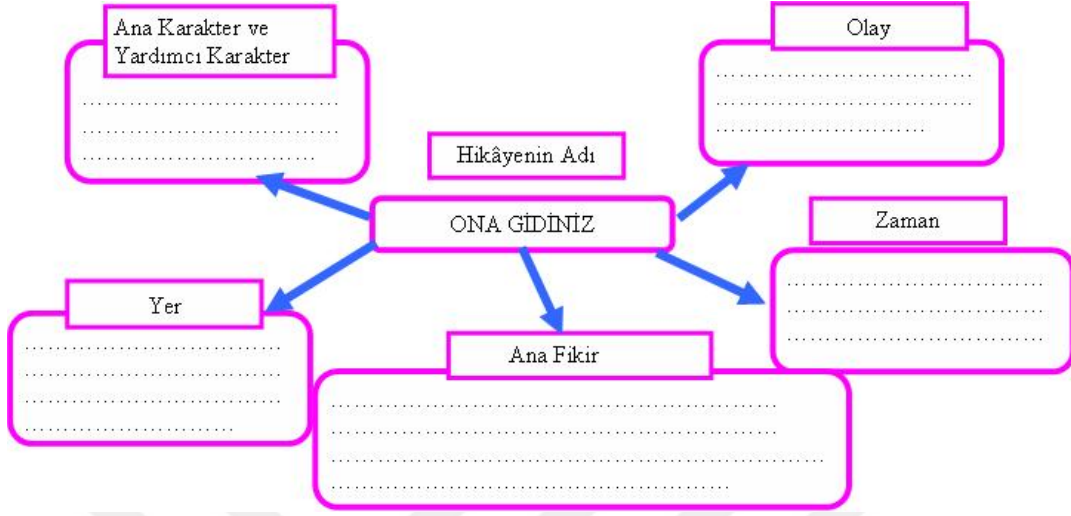 Ana Karakter ve
Yardımcı Karakter
....................................
....................................
.................................
Olay
....................................
....................................
..............................
Hikâyenin Adı
ONA GİDİNİZ
Zaman
....................................
....................................
....................................
Yer
....................................
....................................
....................................
..............................
Ana Fikir
...............................................................
...............................................................
......................................................................
.........................................................